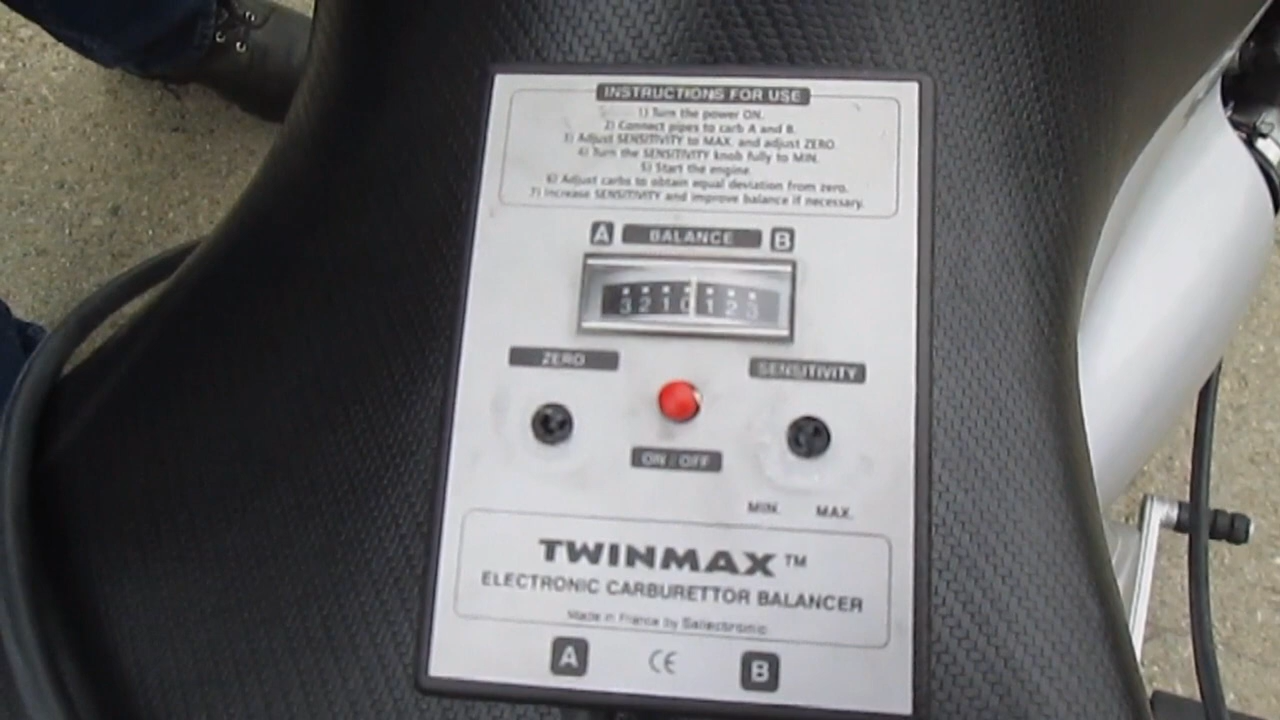 INSTRUCTIONS FOR USE
1) Turn the power ON.
2) Connect pipes to carb A and B.
3) Adjust SENSITIVITY to MAX. and adjust ZERO.
4) Turn the SENSITIVITY knob fully to MIN.
5) Start the engine.
6) Adjust carbs to obtain equal deviation from zero.
7) Increase SENSITIVITY and improve balance if necessary.
A BALANCE B
3 2 1 0 1 2 3
ZERO SENSITIVITY
ON / OFF
MIN. MAX.
TWINMAX™
ELECTRONIC CARBURETTOR BALANCER
Made in France by Selectronic
A CE B